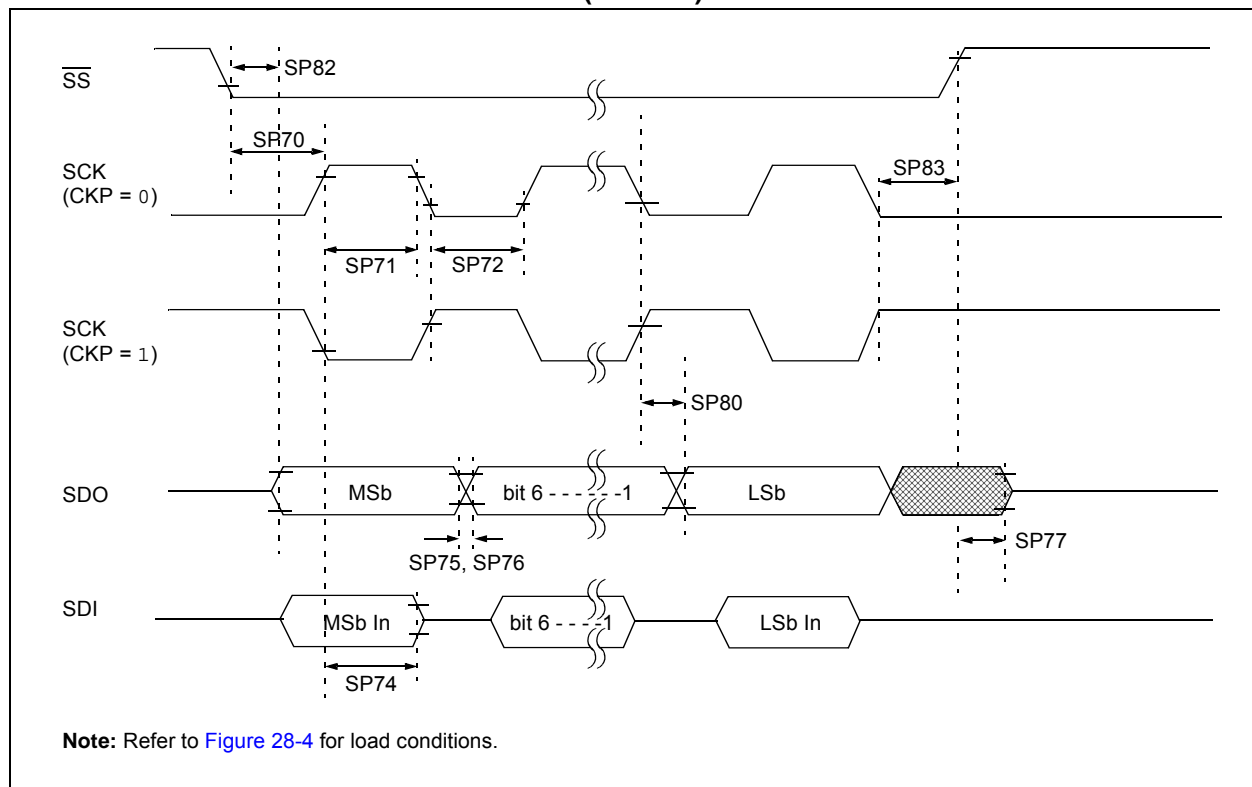 SS
SP82
SP70
SCK
(CKP = 0)
SP83
SP71
SP72
SCK
(CKP = 1)
SP80
SDO
MSb
bit 6 - - - - - -1
LSb
SP75, SP76
SP77
SDI
MSb In
bit 6 - - - -1
LSb In
SP74
Note: Refer to Figure 28-4 for load conditions.